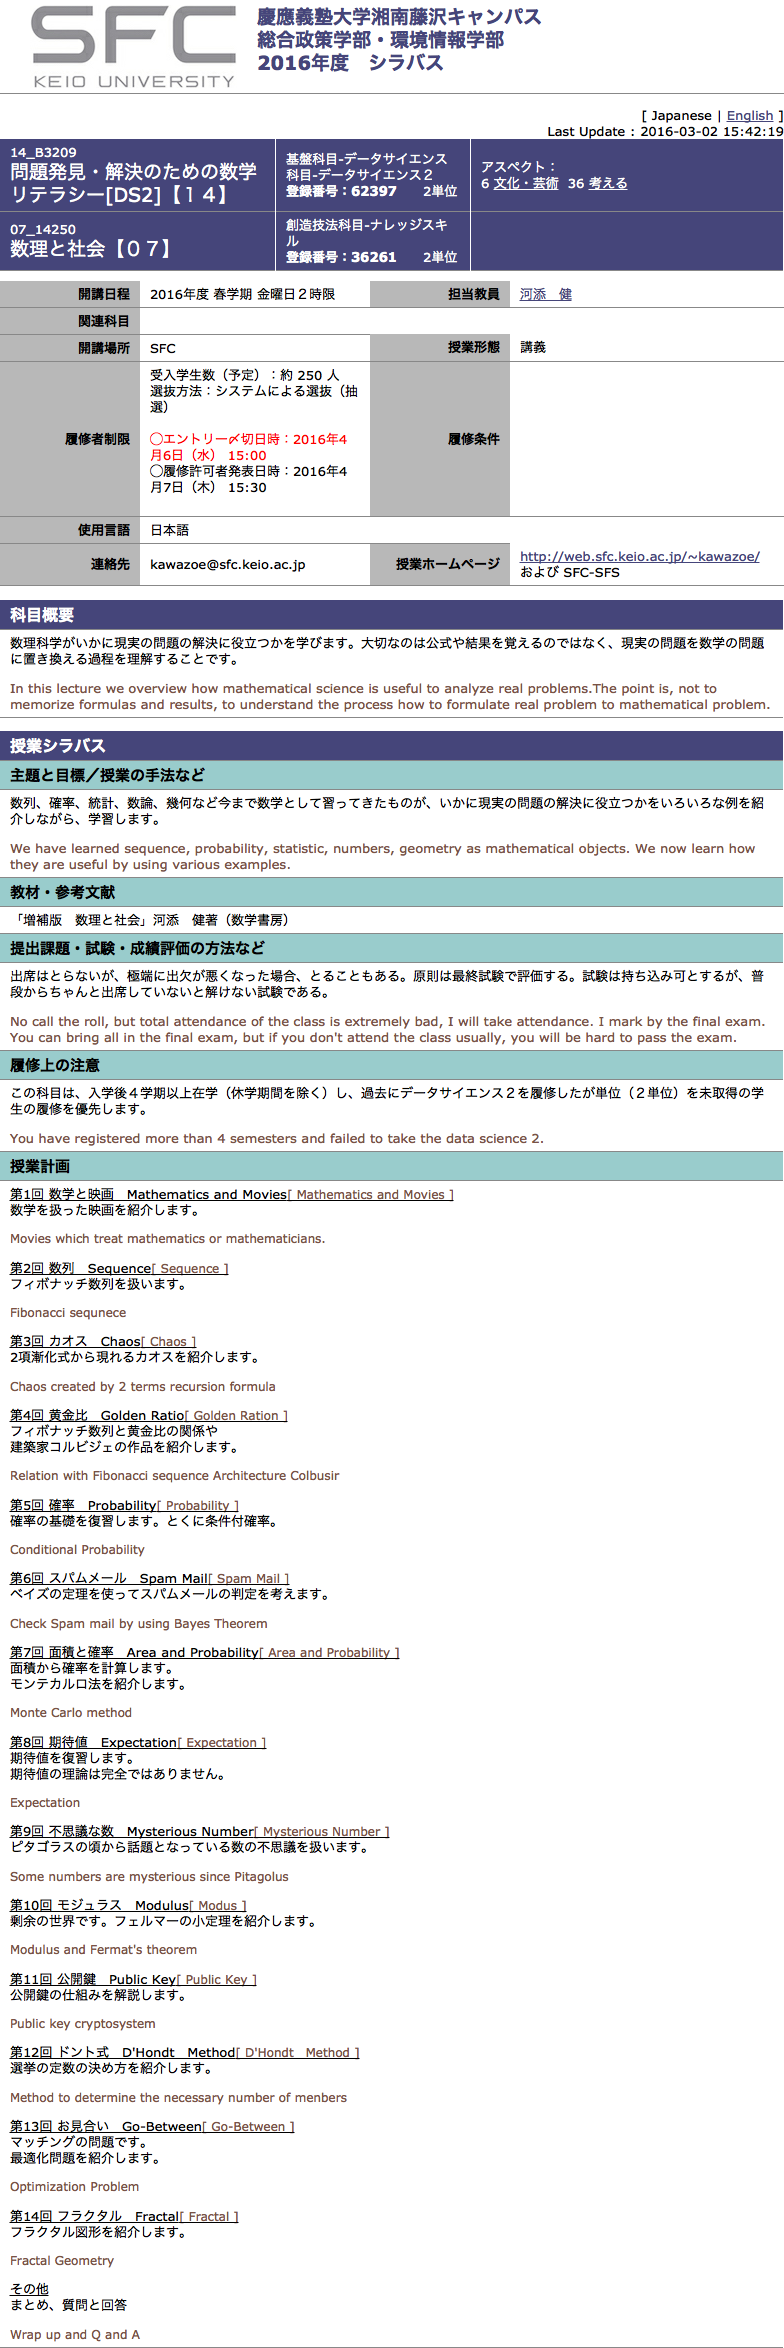 SFC
KEIO UNIVERSITY
慶應義塾大学湘南藤沢キャンパス
総合政策学部・環境情報学部
2016年度　シラバス
[ Japanese | English ]
Last Update : 2016-03-02 15:42:19
14_B3209
問題発見・解決のための数学
リテラシー[DS2]【１４】
基盤科目-データサイエンス
科目-データサイエンス２
登録番号：62397　　2単位
アスペクト：
6 文化・芸術 36 考える
07_14250
数理と社会【０７】
創造技法科目-ナレッジスキ
ル
登録番号：36261　　2単位
開講日程 2016年度 春学期 金曜日２時限 担当教員 河添　健
関連科目
開講場所 SFC 授業形態 講義
履修者制限
受入学生数（予定）：約 250 人
選抜方法：システムによる選抜（抽
選）
◯エントリー〆切日時：2016年4
月6日（水） 15:00
◯履修許可者発表日時：2016年4
月7日（木） 15:30
履修条件
使用言語 日本語
連絡先 kawazoe@sfc.keio.ac.jp
授業ホームページ
http://web.sfc.keio.ac.jp/~kawazoe/
および SFC-SFS
科目概要
数理科学がいかに現実の問題の解決に役立つかを学びます。大切なのは公式や結果を覚えるのではなく、現実の問題を数学の問題
に置き換える過程を理解することです。
In this lecture we overview how mathematical science is useful to analyze real problems.The point is, not to
memorize formulas and results, to understand the process how to formulate real problem to mathematical problem.
授業シラバス
主題と目標／授業の手法など
数列、確率、統計、数論、幾何など今まで数学として習ってきたものが、いかに現実の問題の解決に役立つかをいろいろな例を紹
介しながら、学習します。
We have learned sequence, probability, statistic, numbers, geometry as mathematical objects. We now learn how
they are useful by using various examples.
教材・参考文献
「増補版　数理と社会」河添　健著（数学書房）
提出課題・試験・成績評価の方法など
出席はとらないが、極端に出欠が悪くなった場合、とることもある。原則は最終試験で評価する。試験は持ち込み可とするが、普
段からちゃんと出席していないと解けない試験である。
No call the roll, but total attendance of the class is extremely bad, I will take attendance. I mark by the final exam.
You can bring all in the final exam, but if you don't attend the class usually, you will be hard to pass the exam.
履修上の注意
この科目は、入学後４学期以上在学（休学期間を除く）し、過去にデータサイエンス２を履修したが単位（２単位）を未取得の学
生の履修を優先します。
You have registered more than 4 semesters and failed to take the data science 2.
授業計画
第1回 数学と映画　Mathematics and Movies[ Mathematics and Movies ]
数学を扱った映画を紹介します。
Movies which treat mathematics or mathematicians.
第2回 数列　Sequence[ Sequence ]
フィボナッチ数列を扱います。
Fibonacci sequnece
第3回 カオス　Chaos[ Chaos ]
2項漸化式から現れるカオスを紹介します。
Chaos created by 2 terms recursion formula
第4回 黄金比　Golden Ratio[ Golden Ration ]
フィボナッチ数列と黄金比の関係や
建築家コルビジェの作品を紹介します。
Relation with Fibonacci sequence Architecture Colbusir
第5回 確率　Probability[ Probability ]
確率の基礎を復習します。とくに条件付確率。
Conditional Probability
第6回 スパムメール　Spam Mail[ Spam Mail ]
ベイズの定理を使ってスパムメールの判定を考えます。
Check Spam mail by using Bayes Theorem
第7回 面積と確率　Area and Probability[ Area and Probability ]
面積から確率を計算します。
モンテカルロ法を紹介します。
Monte Carlo method
第8回 期待値　Expectation[ Expectation ]
期待値を復習します。
期待値の理論は完全ではありません。
Expectation
第9回 不思議な数　Mysterious Number[ Mysterious Number ]
ピタゴラスの頃から話題となっている数の不思議を扱います。
Some numbers are mysterious since Pitagolus
第10回 モジュラス　Modulus[ Modus ]
剰余の世界です。フェルマーの小定理を紹介します。
Modulus and Fermat's theorem
第11回 公開鍵　Public Key[ Public Key ]
公開鍵の仕組みを解説します。
Public key cryptosystem
第12回 ドント式　D'Hondt　Method[ D'Hondt　Method ]
選挙の定数の決め方を紹介します。
Method to determine the necessary number of menbers
第13回 お見合い　Go-Between[ Go-Between ]
マッチングの問題です。
最適化問題を紹介します。
Optimization Problem
第14回 フラクタル　Fractal[ Fractal ]
フラクタル図形を紹介します。
Fractal Geometry
その他
まとめ、質問と回答
Wrap up and Q and A